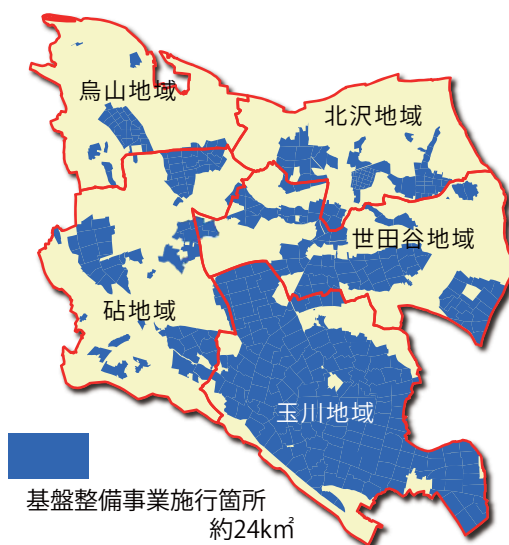 烏山地域
北沢地域
世田谷地域
砧地域
玉川地域
基盤整備事業施行箇所
約24k㎡